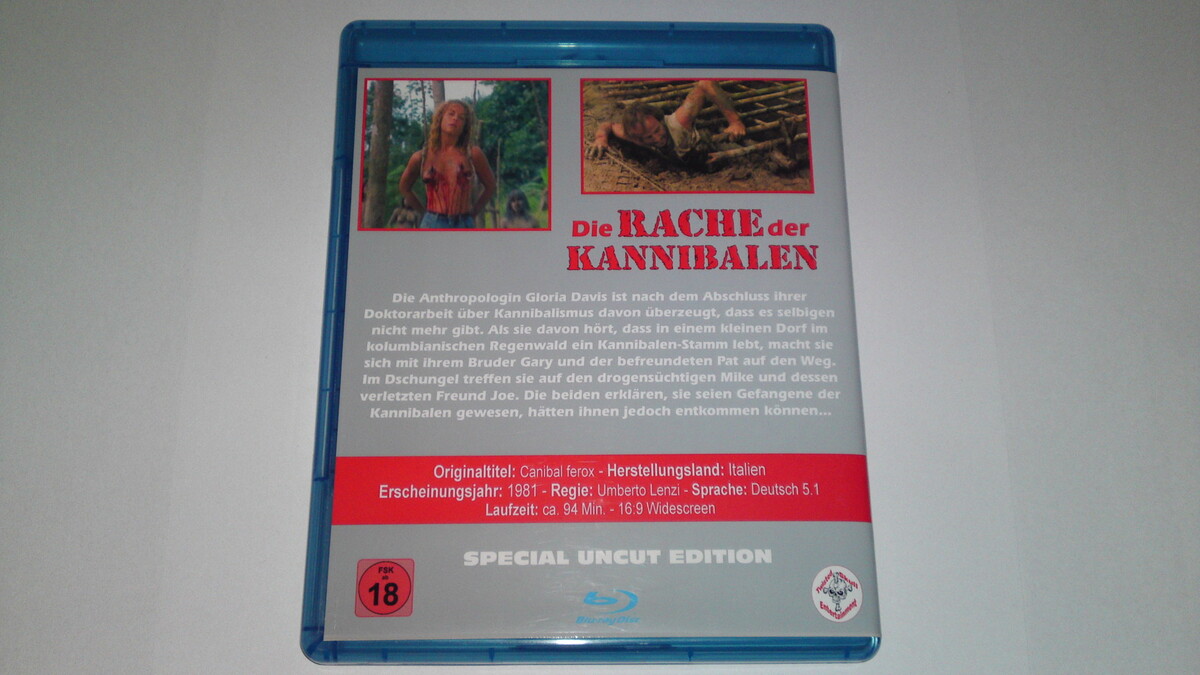 Die RACHE der
KANNIBALEN
Die Anthropologin Gloria Davis ist nach dem Abschluss ihrer
Doktorarbeit über Kannibalismus davon überzeugt, dass es selbigen
nicht mehr gibt. Als sie davon hört, dass in einem kleinen Dorf im
kolumbianischen Regenwald ein Kannibalen-Stamm lebt, macht sie
sich mit ihrem Bruder Gary und der befreundeten Pat auf den Weg.
Im Dschungel treffen sie auf den drogensüchtigen Mike und dessen
verletzten Freund Joe. Die beiden erklären, sie seien Gefangene der
Kannibalen gewesen, hätten ihnen jedoch entkommen können...
Originaltitel: Canibal ferox - Herstellungsland: Italien
Erscheinungsjahr: 1981 - Regie: Umberto Lenzi - Sprache: Deutsch 5.1
Laufzeit: ca. 94 Min. - 16:9 Widescreen
SPECIAL UNCUT EDITION
FSK
ab
18
Blu-ray Disc
Entertainment